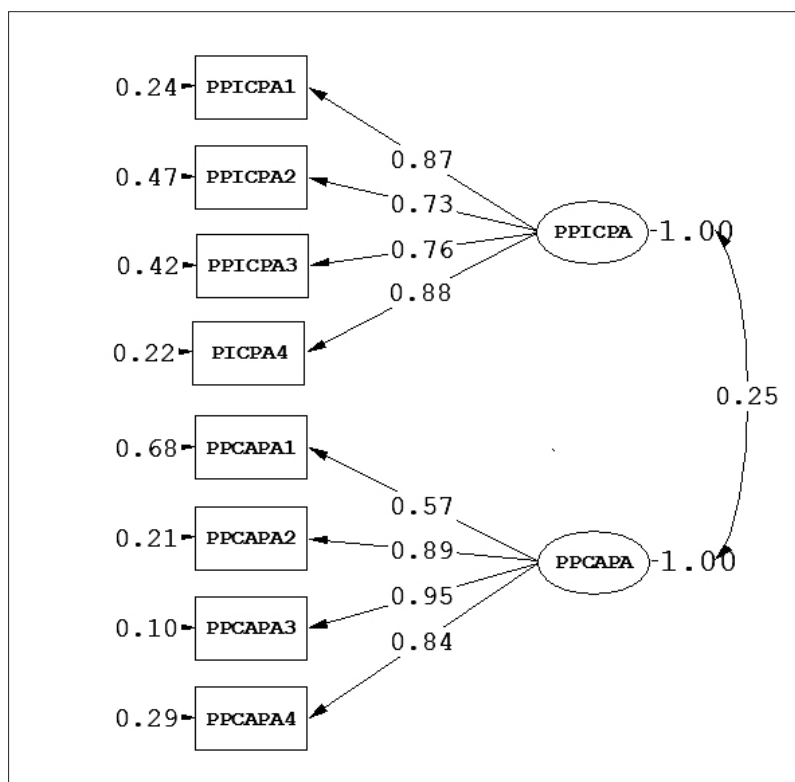 0.24 PPICPA1
0.87
0.47 PPICPA2
0.73
PPICPA 1.00
0.42 PPICPA3
0.76
0.88
0.22 PICPA4
0.25
0.68 PPCAPA1
0.57
0.21 PPCAPA2
0.89
PPCAPA 1.00
0.95
0.10 PPCAPA3
0.84
0.29 PPCAPA4